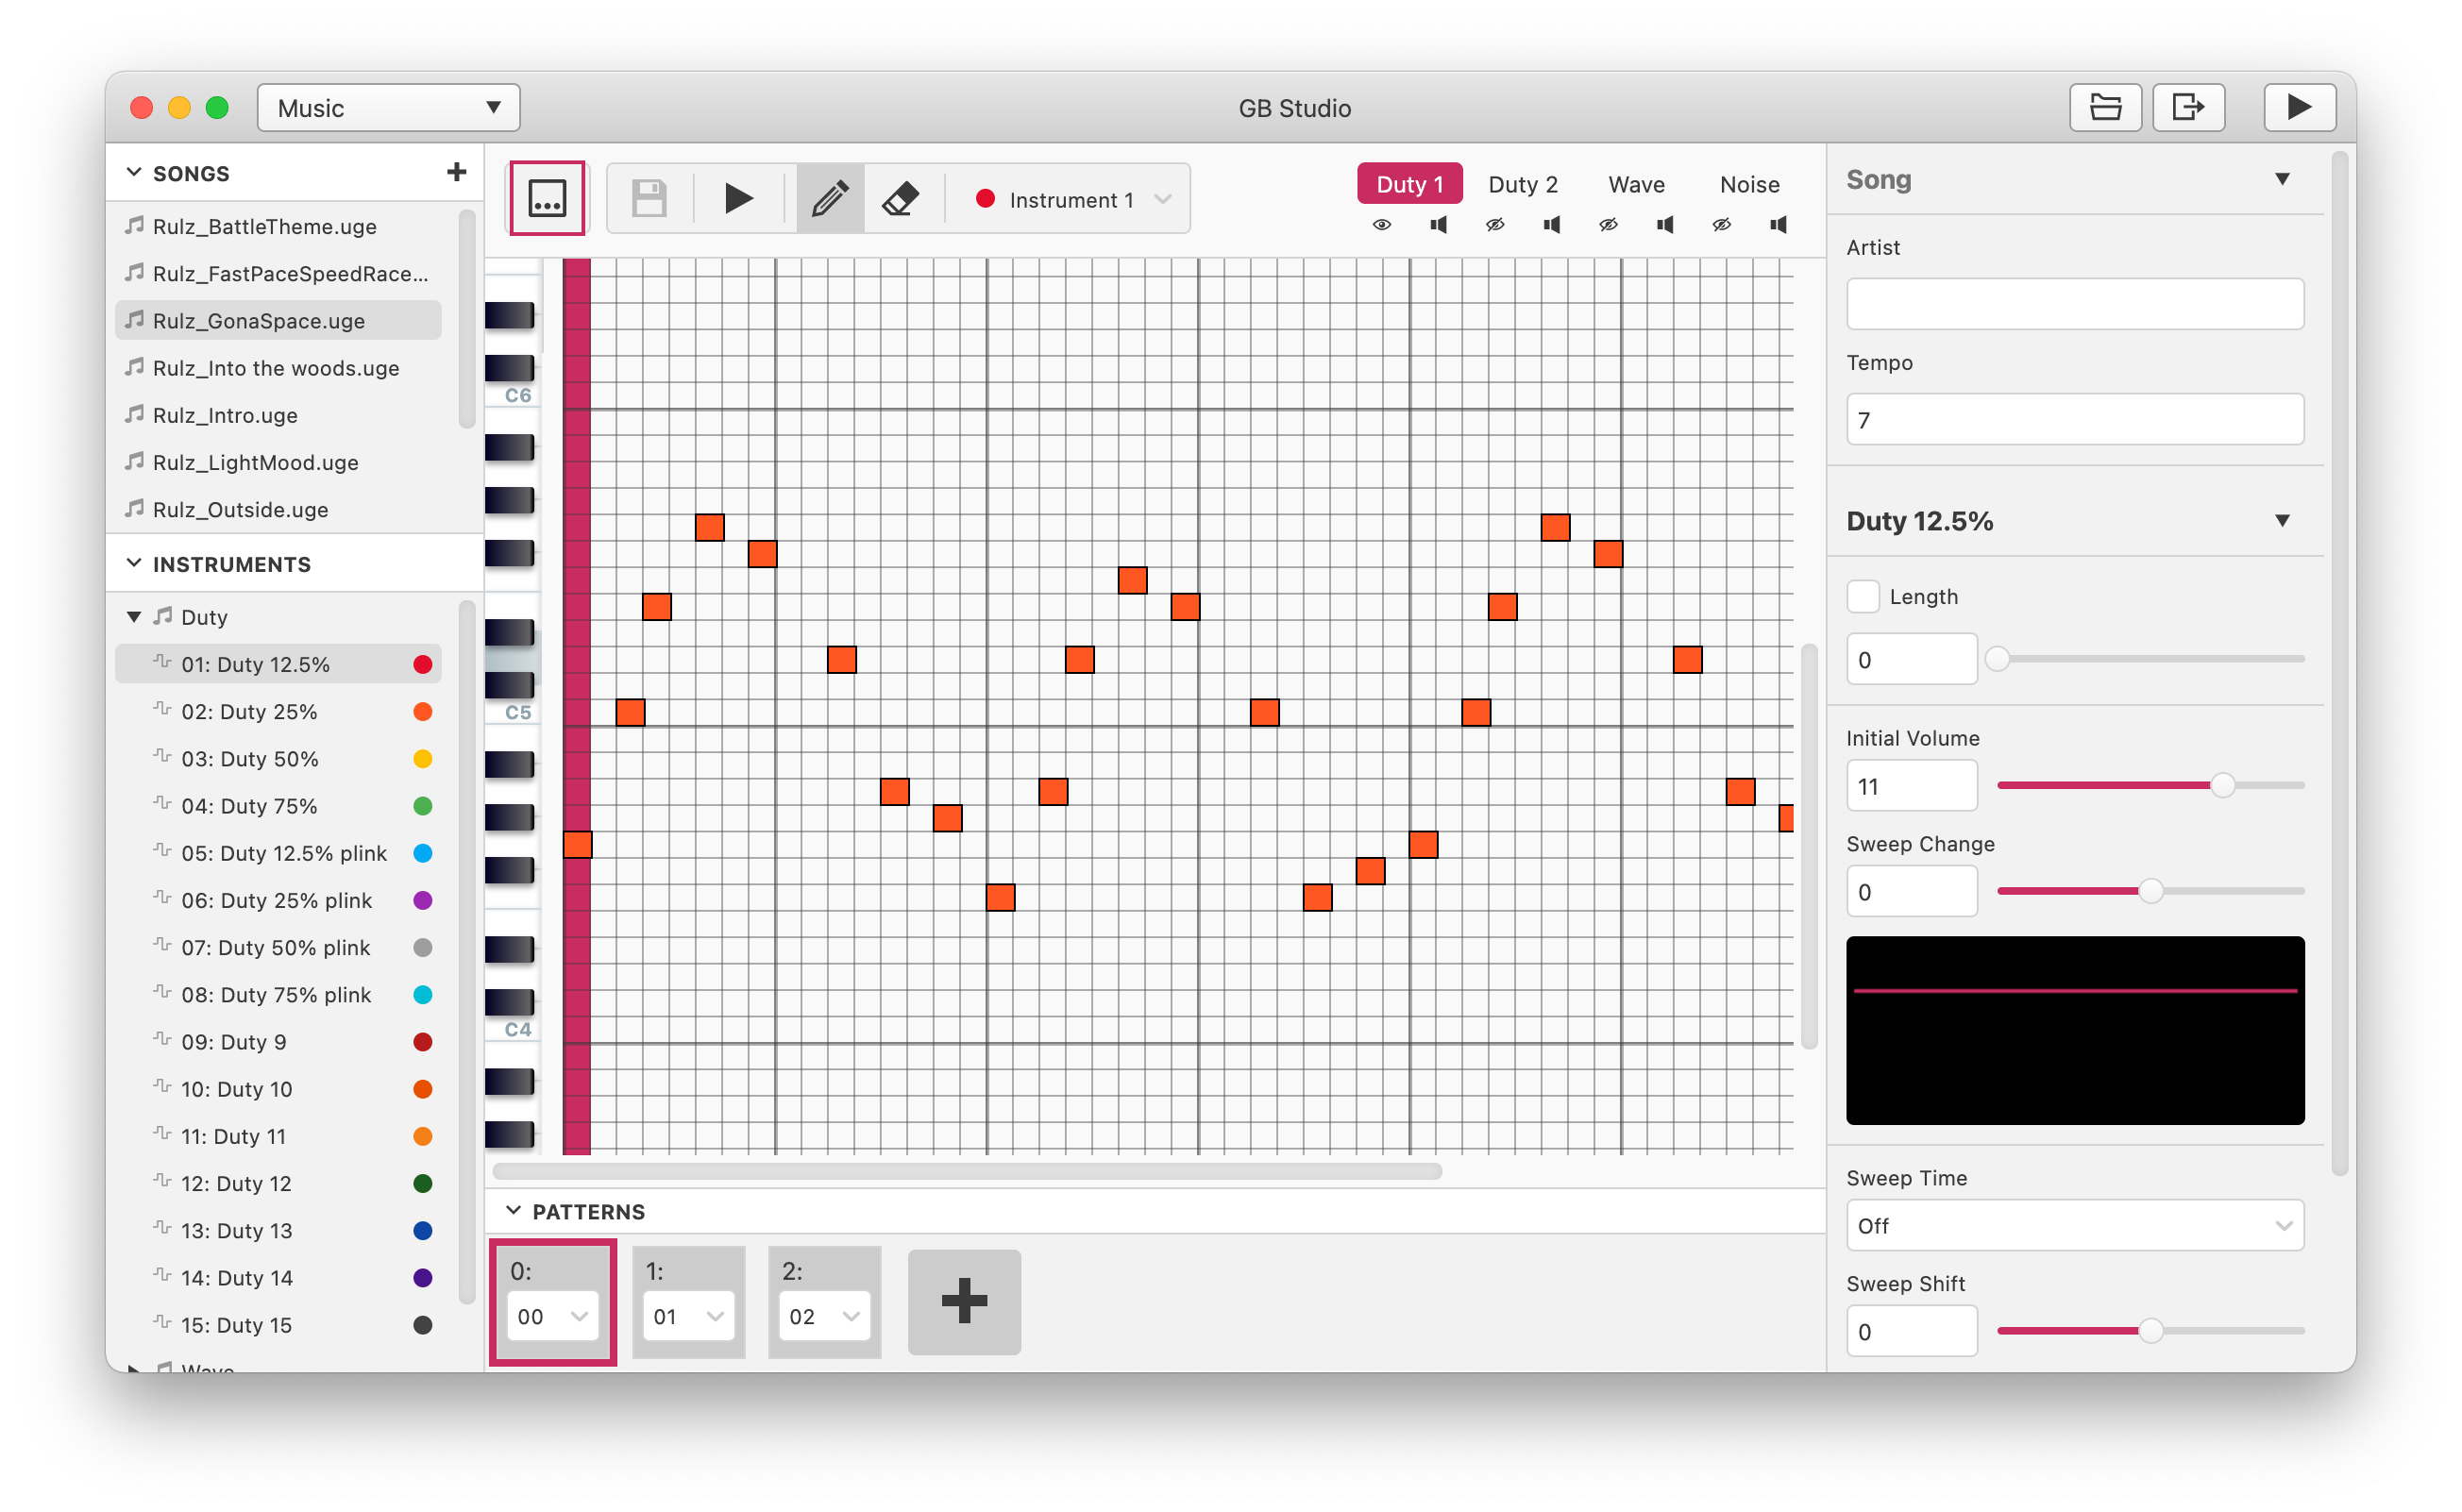 Music
GB Studio
SONGS
Rulz_BattleTheme.uge
Rulz_FastPaceSpeedRace...
Rulz_GonaSpace.uge
Rulz_Into the woods.uge
Rulz_Intro.uge
Rulz_LightMood.uge
Rulz_Outside.uge
INSTRUMENTS
Duty
01: Duty 12.5%
02: Duty 25%
03: Duty 50%
04: Duty 75%
05: Duty 12.5% plink
06: Duty 25% plink
07: Duty 50% plink
08: Duty 75% plink
09: Duty 9
10: Duty 10
11: Duty 11
12: Duty 12
13: Duty 13
14: Duty 14
15: Duty 15
Wave
Instrument 1
Duty 1
Duty 2
Wave
Noise
C6
C5
C4
PATTERNS
0:
00
1:
01
2:
02
Song
Artist
Tempo
7
Duty 12.5%
Length
0
Initial Volume
11
Sweep Change
0
Sweep Time
Off
Sweep Shift
0